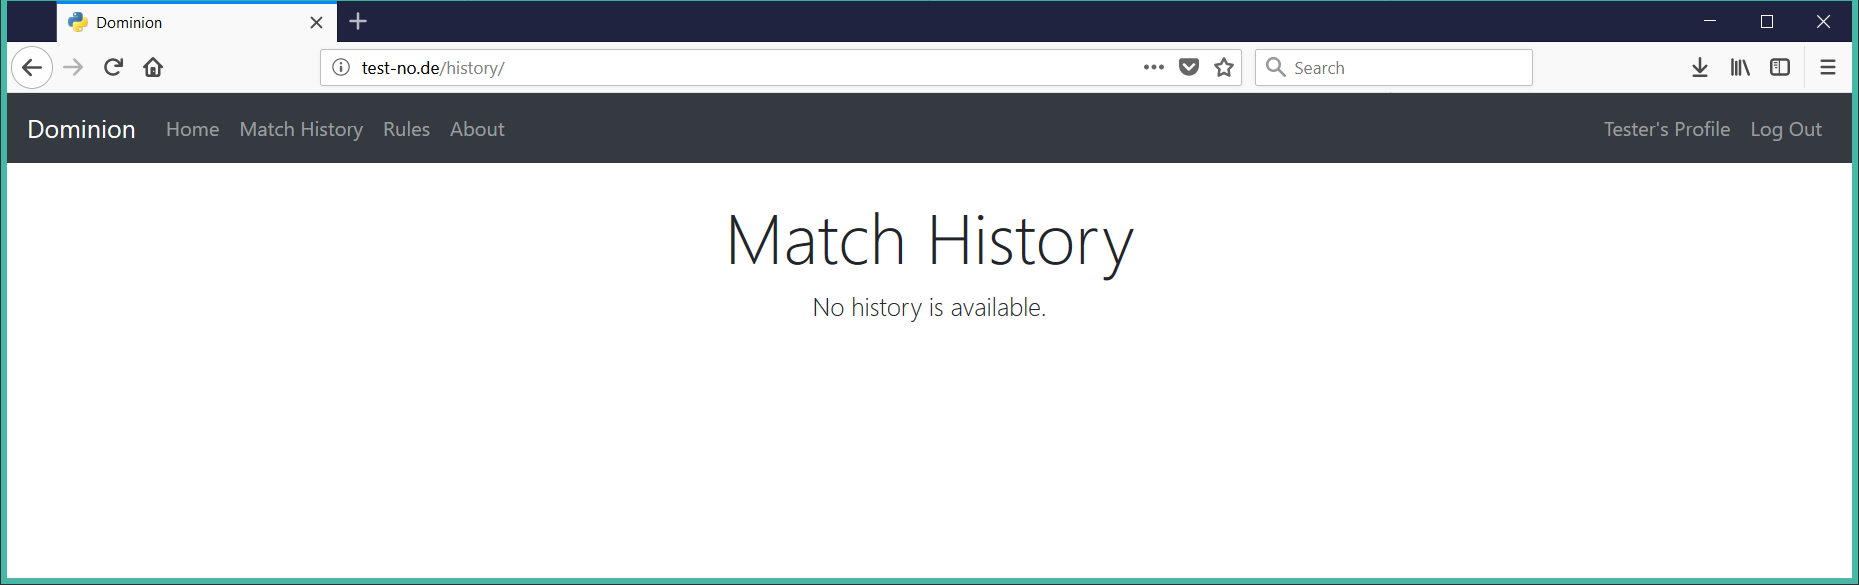 Dominion
test-no.de/history/
Search
Dominion Home Match History Rules About Tester's Profile Log Out
Match History
No history is available.